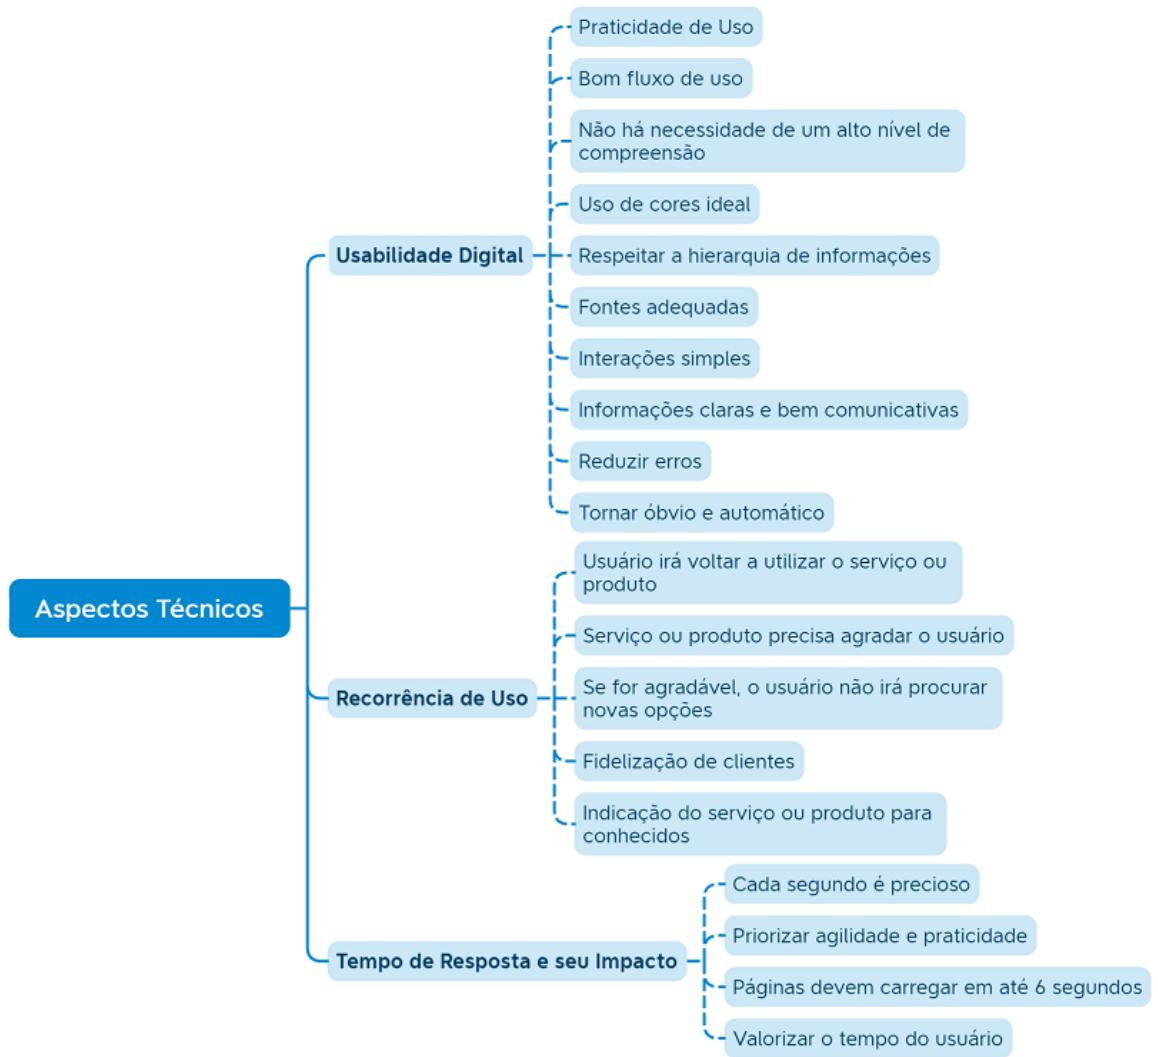 Aspectos Técnicos
Usabilidade Digital
Praticidade de Uso
Bom fluxo de uso
Não há necessidade de um alto nível de
compreensão
Uso de cores ideal
Respeitar a hierarquia de informações
Fontes adequadas
Interações simples
Informações claras e bem comunicativas
Reduzir erros
Tornar óbvio e automático
Recorrência de Uso
Usuário irá voltar a utilizar o serviço ou
produto
Serviço ou produto precisa agradar o usuário
Se for agradável, o usuário não irá procurar
novas opções
Fidelização de clientes
Indicação do serviço ou produto para
conhecidos
Tempo de Resposta e seu Impacto
Cada segundo é precioso
Priorizar agilidade e praticidade
Páginas devem carregar em até 6 segundos
Valorizar o tempo do usuário